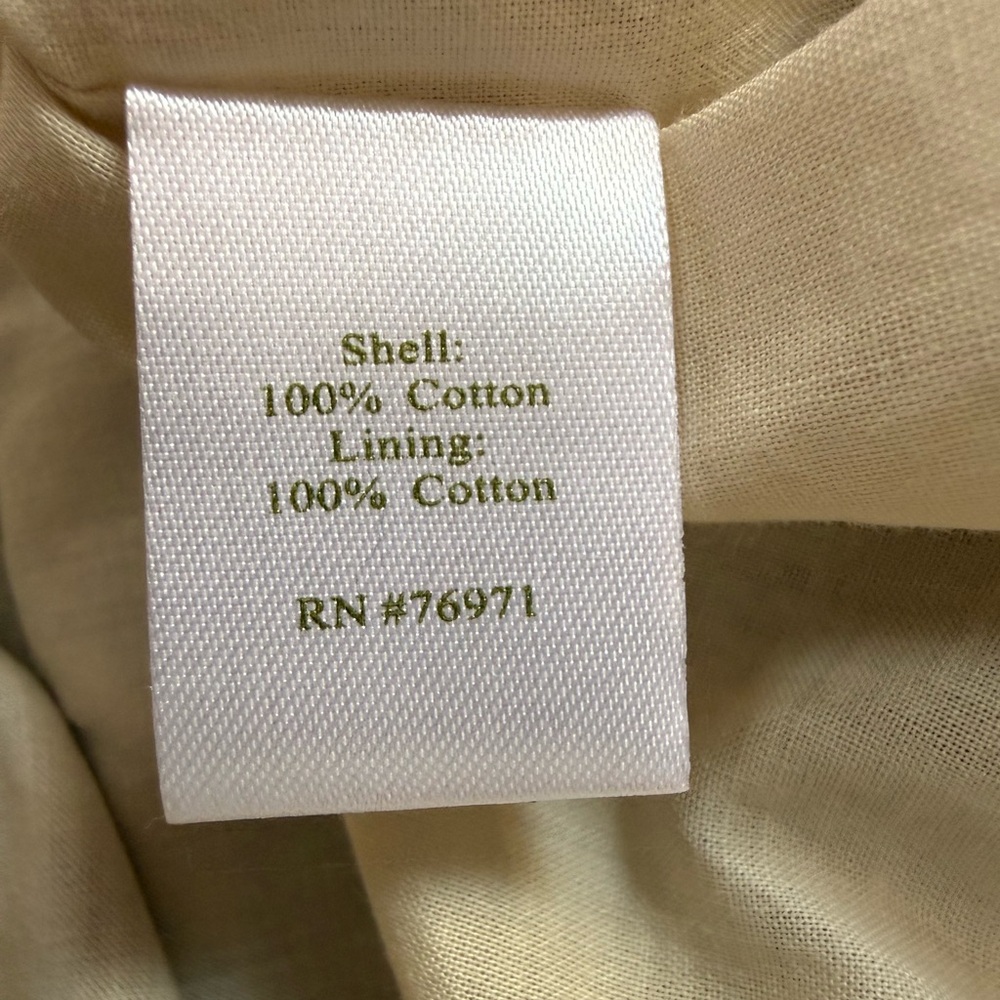 Shell:
100% Cotton
Lining:
100% Cotton
RN #76971